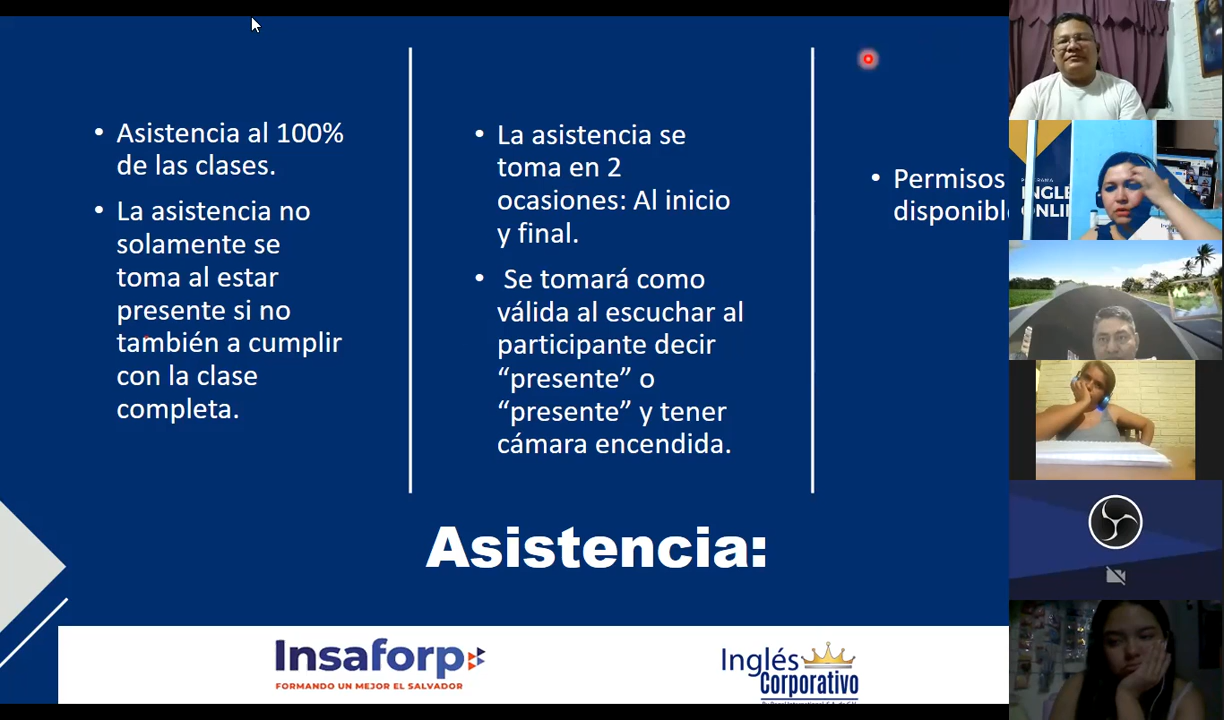 • Asistencia al 100%
de las clases.
• La asistencia no
solamente se
toma al estar
presente si no
también a cumplir
con la clase
completa.
• La asistencia se
toma en 2
ocasiones: Al inicio
y final.
• Se tomará como
válida al escuchar al
participante decir
“presente” o
“presente” y tener
cámara encendida.
• Permisos
Asistencia:
Insaforp
FORMANDO UN MEJOR EL SALVADOR
Inglés
Corporativo